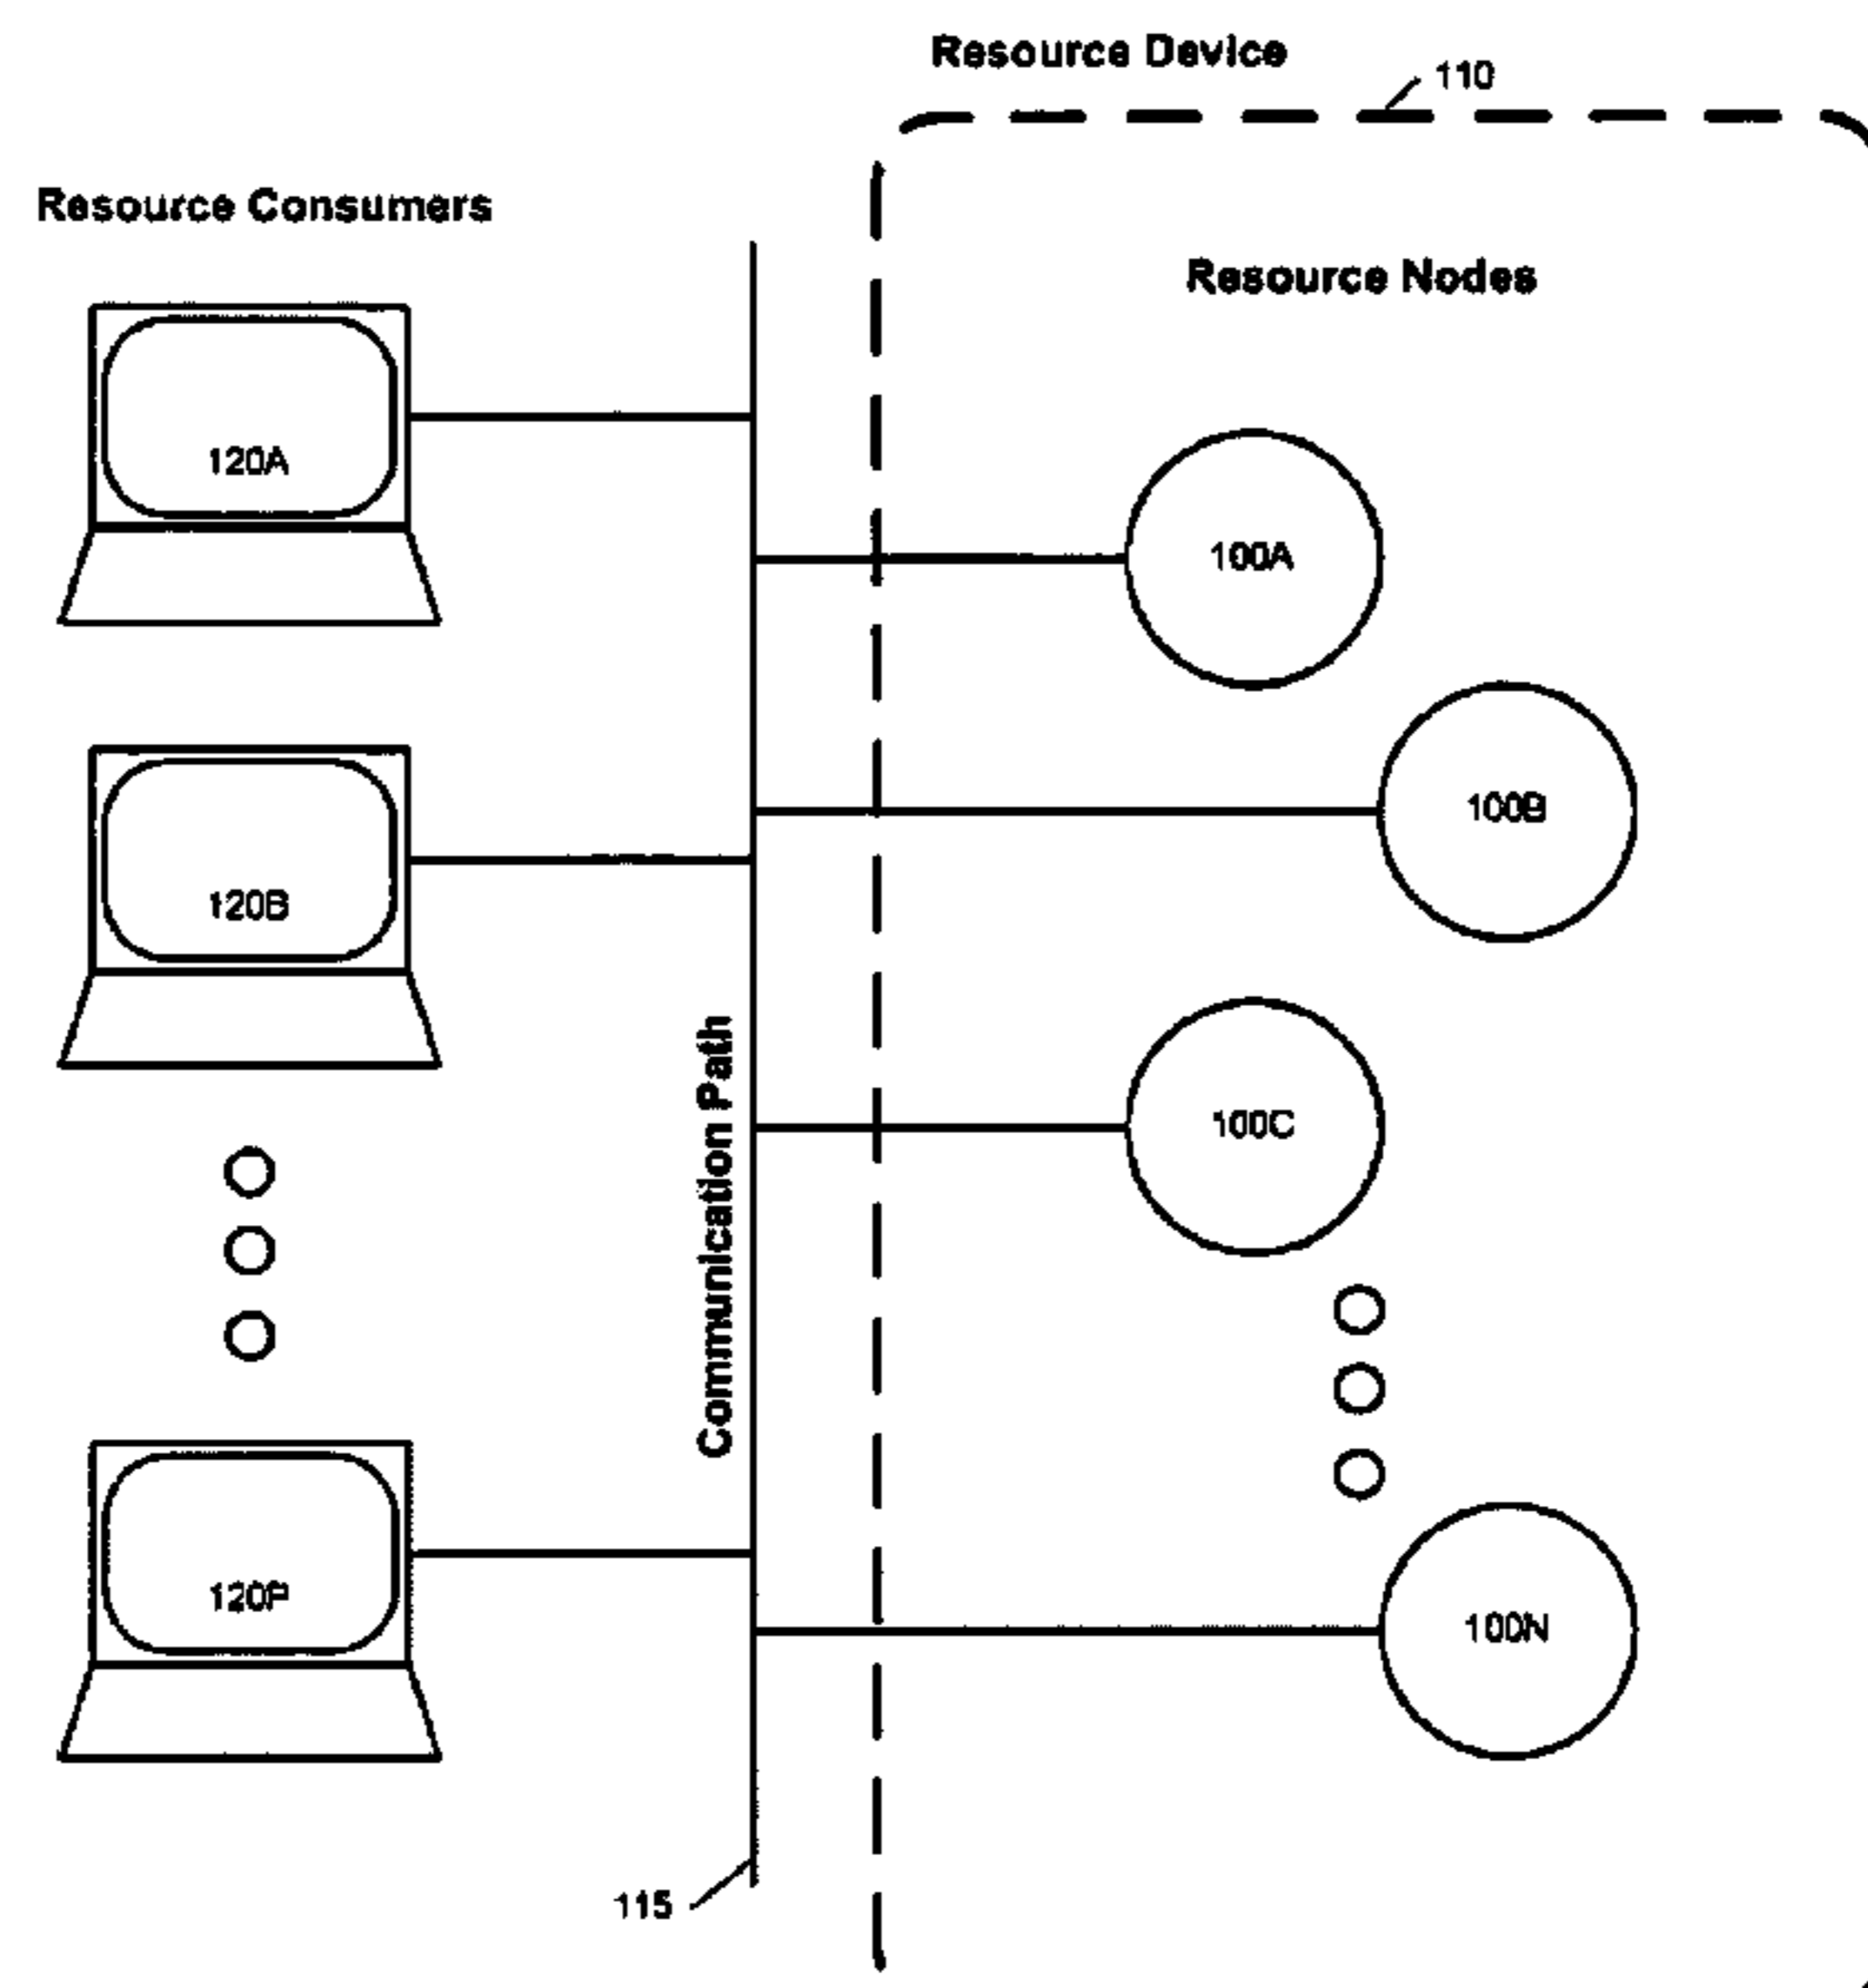 Resource Device
110
Resource Consumers
Resource Nodes
120A
100A
100B
120B
Communication Path
100C
120P
100N
115